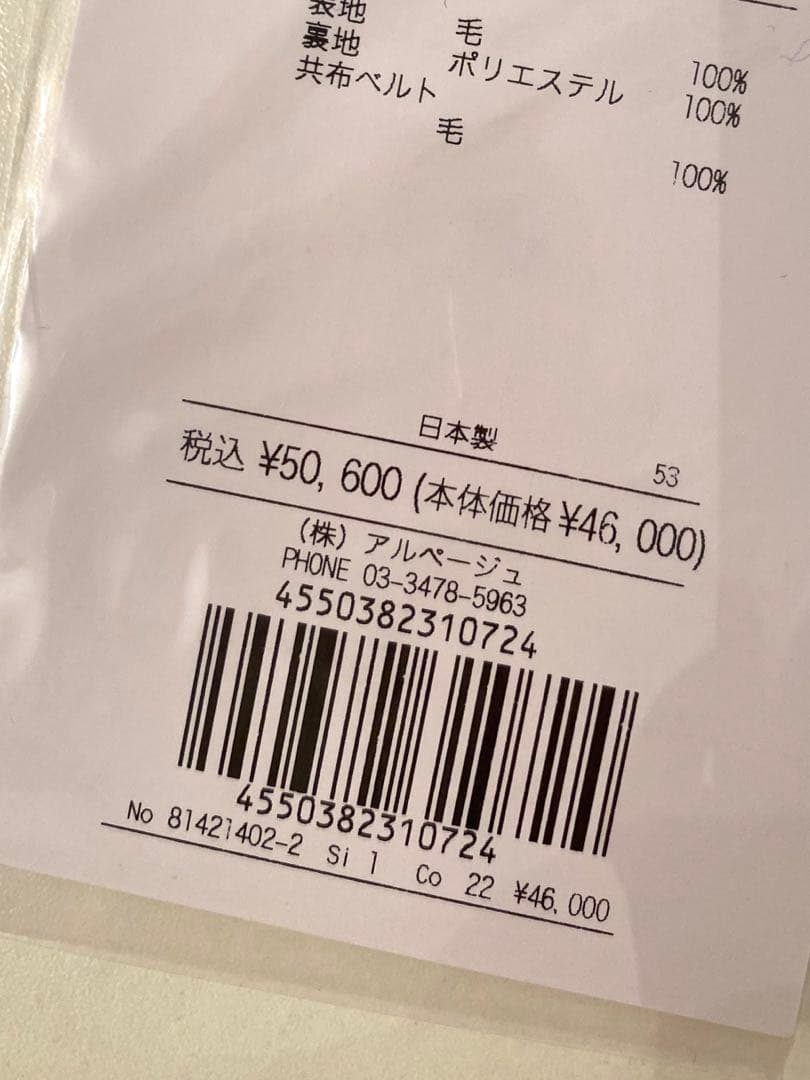 表地 毛 100%
裏地 ポリエステル 100%
共布ベルト
毛 100%
日本製
53
税込 ¥50,600 (本体価格 ¥46,000)
(株) アルページュ
PHONE 03-3478-5963
4550382310724
4550382310724
No 81421402-2 Si 1 Co 22 ¥46,000